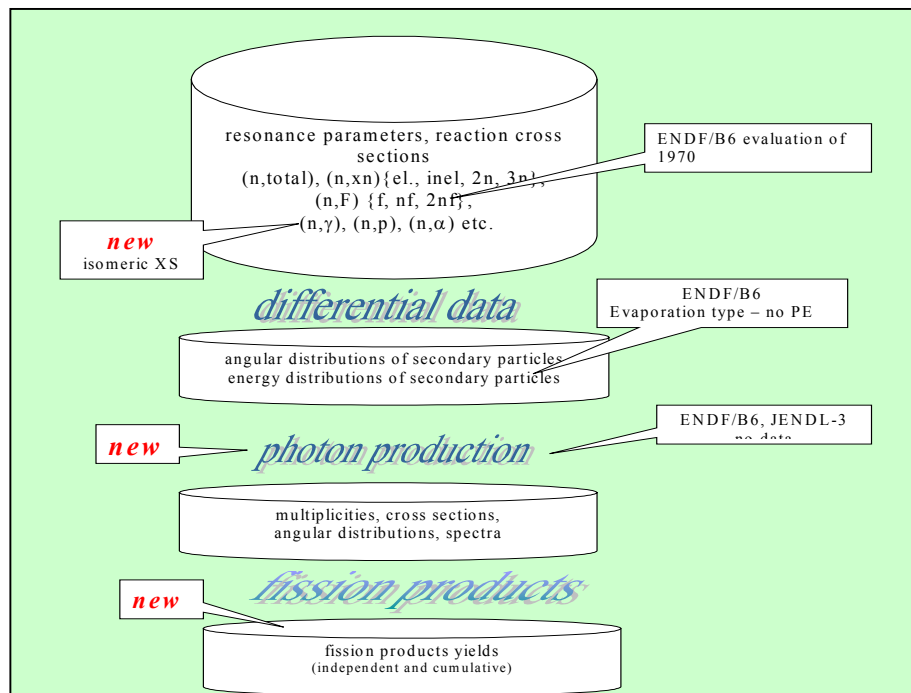 resonance parameters, reaction cross
sections
(n,total), (n,xn){el., inel, 2n, 3n},
(n,F) {f, nf, 2nf},
(n,γ), (n,p), (n,α) etc.
ENDF/B6 evaluation of
1970
new
isomeric XS
differential data
ENDF/B6
Evaporation type – no PE
angular distributions of secondary particles
energy distributions of secondary particles
new
photon production
ENDF/B6, JENDL-3
no data
multiplicities, cross sections,
angular distributions, spectra
fission products
new
fission products yields
(independent and cumulative)